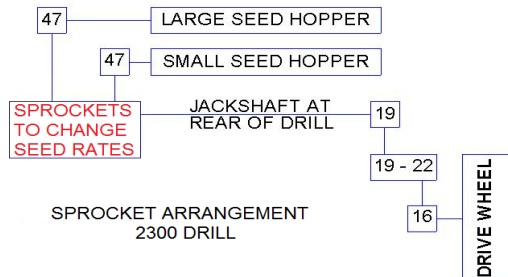 47
LARGE SEED HOPPER
47
SMALL SEED HOPPER
SPROCKETS
TO CHANGE
SEED RATES
JACKSHAFT AT
REAR OF DRILL
19
19 - 22
16
DRIVE WHEEL
SPROCKET ARRANGEMENT
2300 DRILL